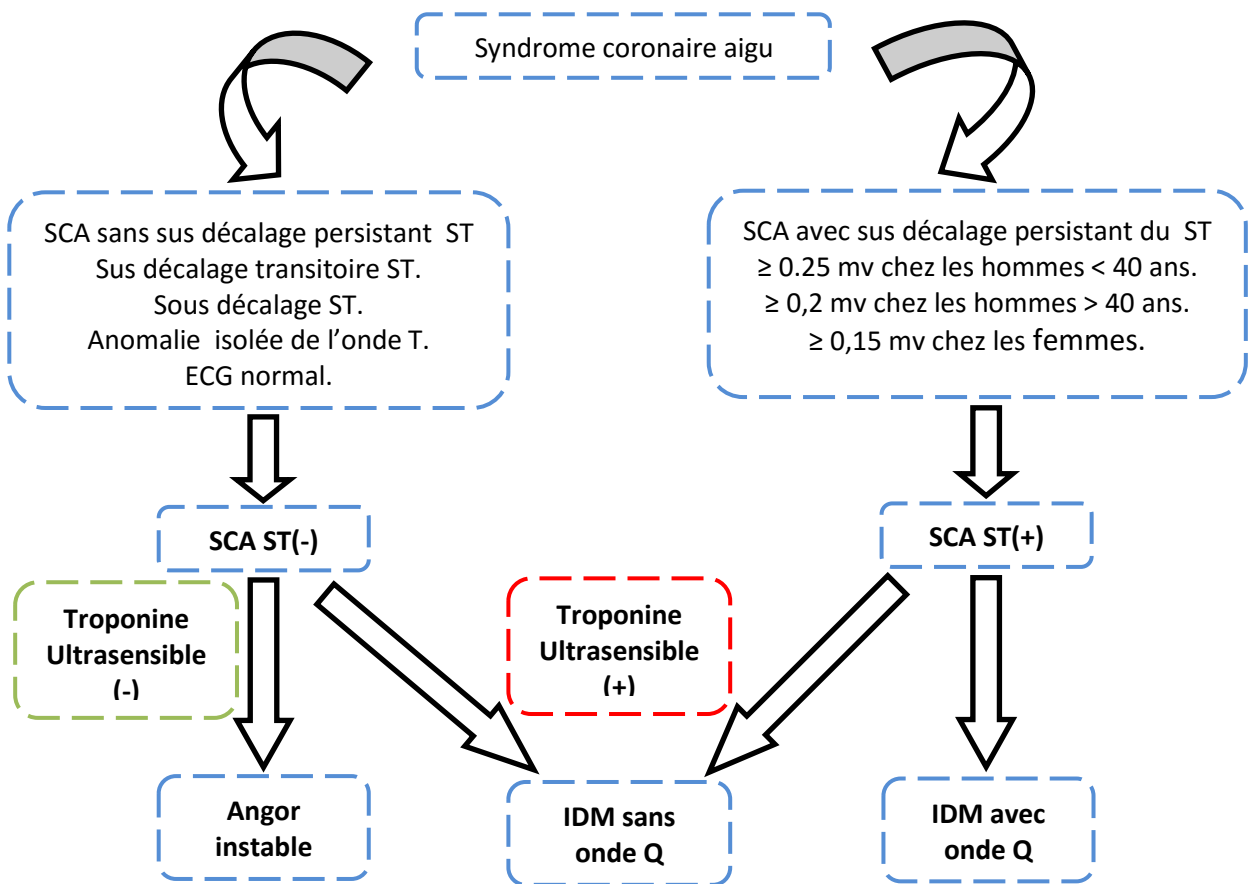 Syndrome coronaire aigu
SCA sans sus décalage persistant ST
Sus décalage transitoire ST.
Sous décalage ST.
Anomalie isolée de l’onde T.
ECG normal.
SCA avec sus décalage persistant du ST
≥ 0.25 mv chez les hommes < 40 ans.
≥ 0,2 mv chez les hommes > 40 ans.
≥ 0,15 mv chez les femmes.
SCA ST(-)
SCA ST(+)
Troponine
Ultrasensible
(-)
Troponine
Ultrasensible
(+)
Angor
instable
IDM sans
onde Q
IDM avec
onde Q